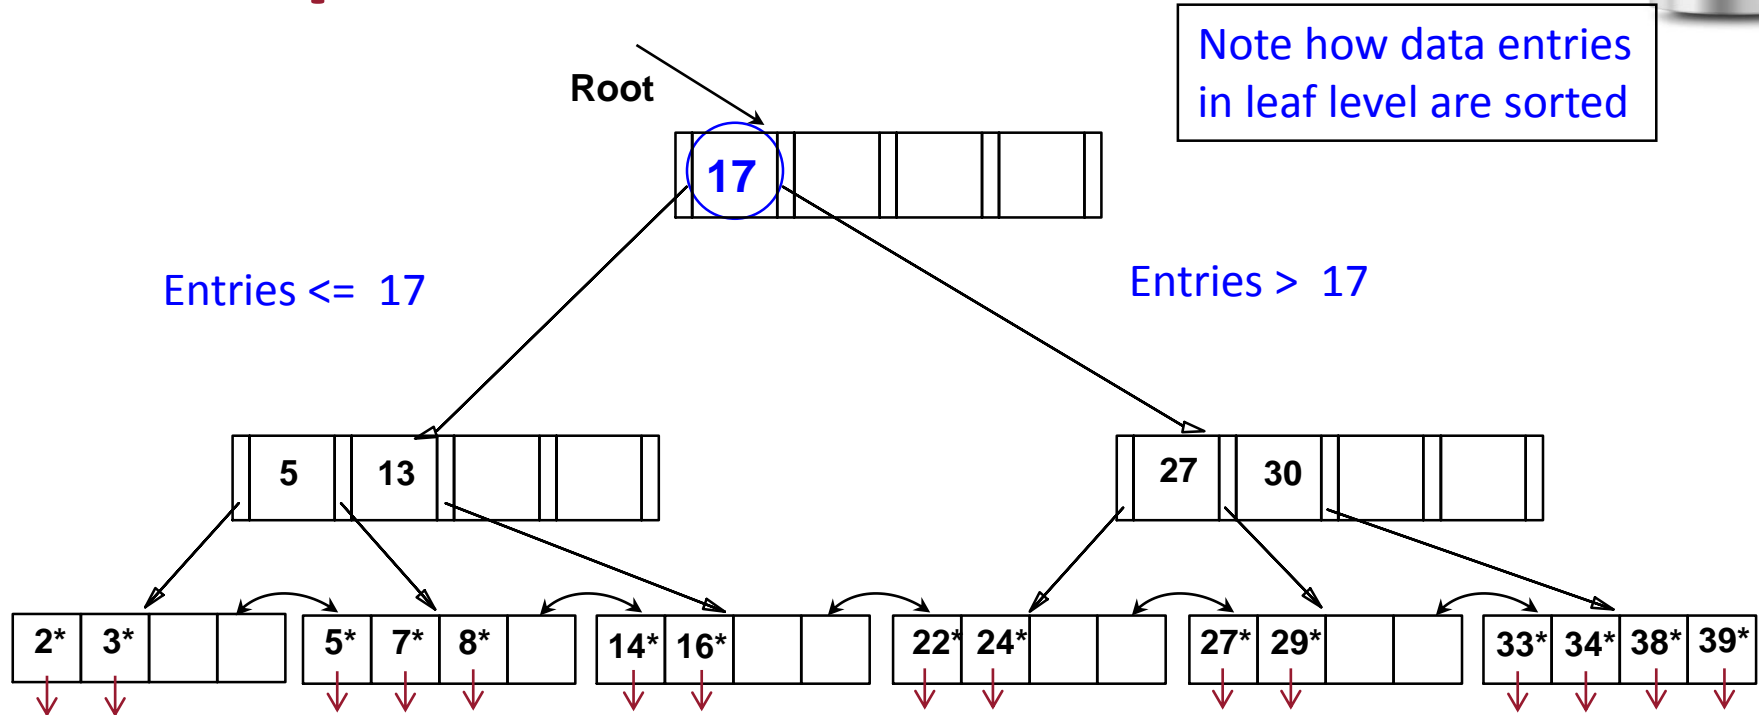 Note how data entries
in leaf level are sorted
Root
17
Entries <= 17
Entries > 17
5 13
27 30
2* 3*
5* 7* 8*
14* 16*
22* 24*
27* 29*
33* 34* 38* 39*